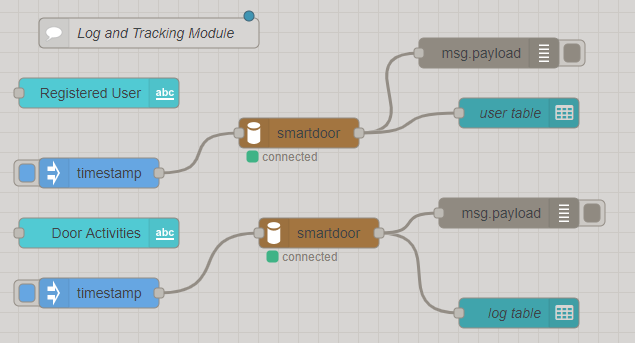 Log and Tracking Module
msg.payload
Registered User abc
user table
smartdoor
connected
timestamp
msg.payload
Door Activities abc
smartdoor
connected
timestamp
log table